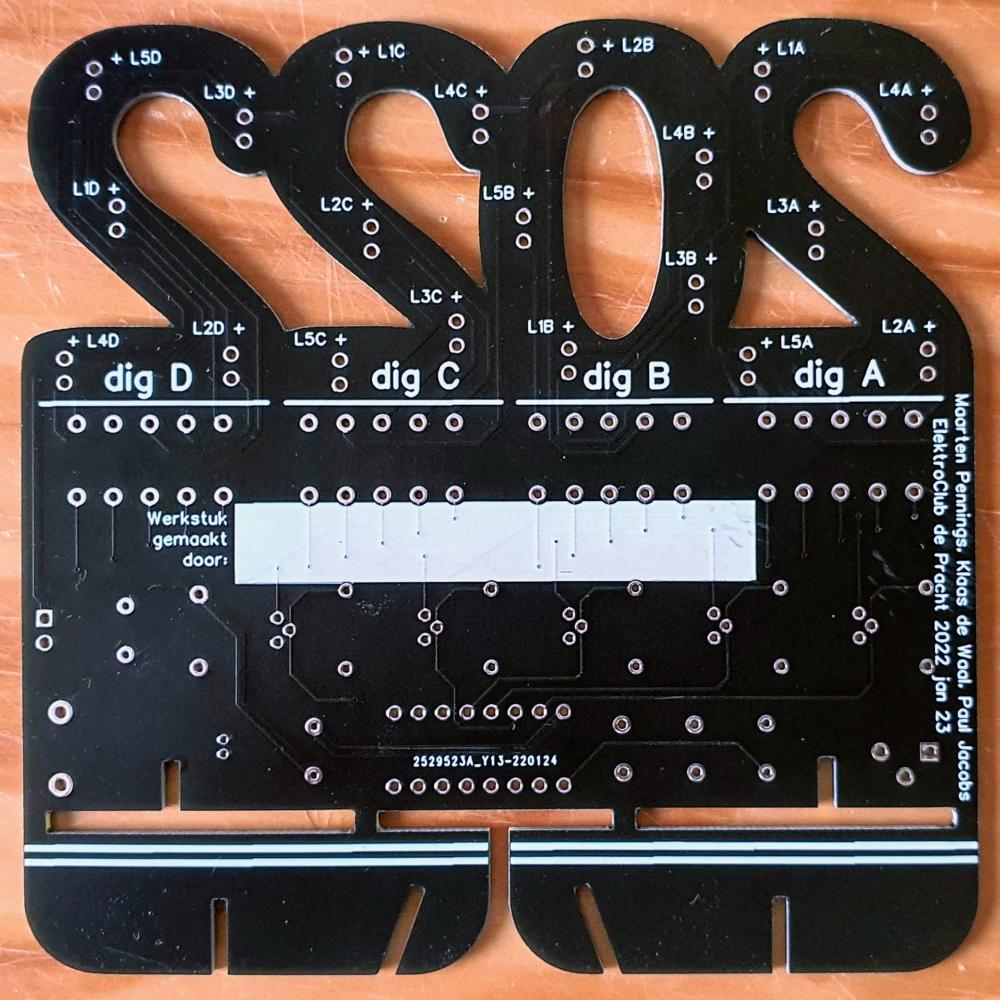 + L5D
L3D +
L1D +
+ L4D
L2D +
+ L1C
L4C +
L2C +
L3C +
L5C +
+ L2B
L4B +
L5B +
L3B +
L1B +
+ L1A
L4A +
L3A +
+ L5A
L2A +
dig D
dig C
dig B
dig A
Werkstuk
gemaakt
door:
2529523A_Y13-220124
Maarten Pennings, Klaas de Waal, Paul Jacobs
ElektroClub de Pracht 2022 jan 23